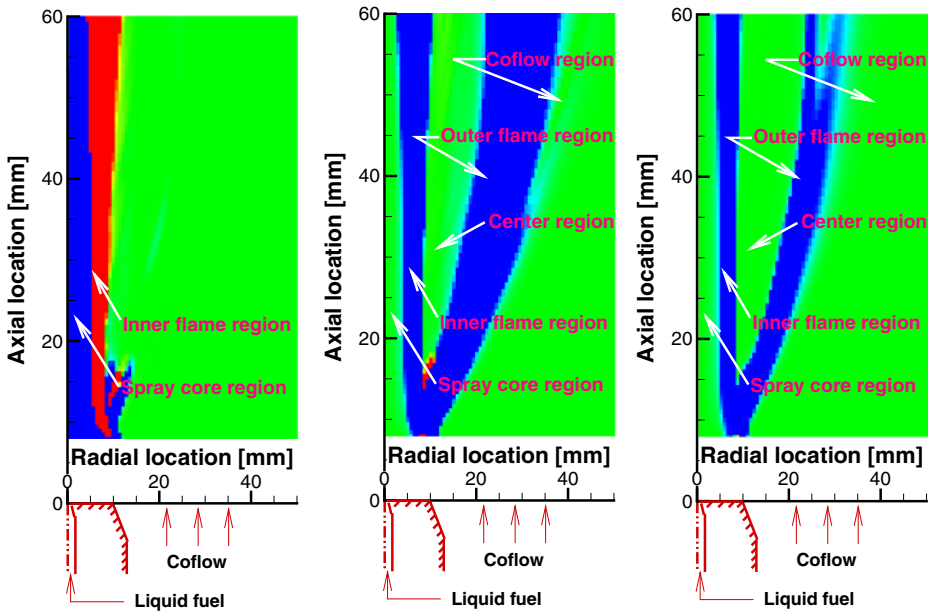 60
40
20
Axial location [mm]
Inner flame region
Spray core region
Radial location [mm]
0
0
20
40
Coflow
Liquid fuel
60
40
20
Axial location [mm]
Coflow region
Outer flame region
Center region
Inner flame region
Spray core region
Radial location [mm]
0
0
20
40
Coflow
Liquid fuel
60
40
20
Axial location [mm]
Coflow region
Outer flame region
Center region
Inner flame region
Spray core region
Radial location [mm]
0
0
20
40
Coflow
Liquid fuel